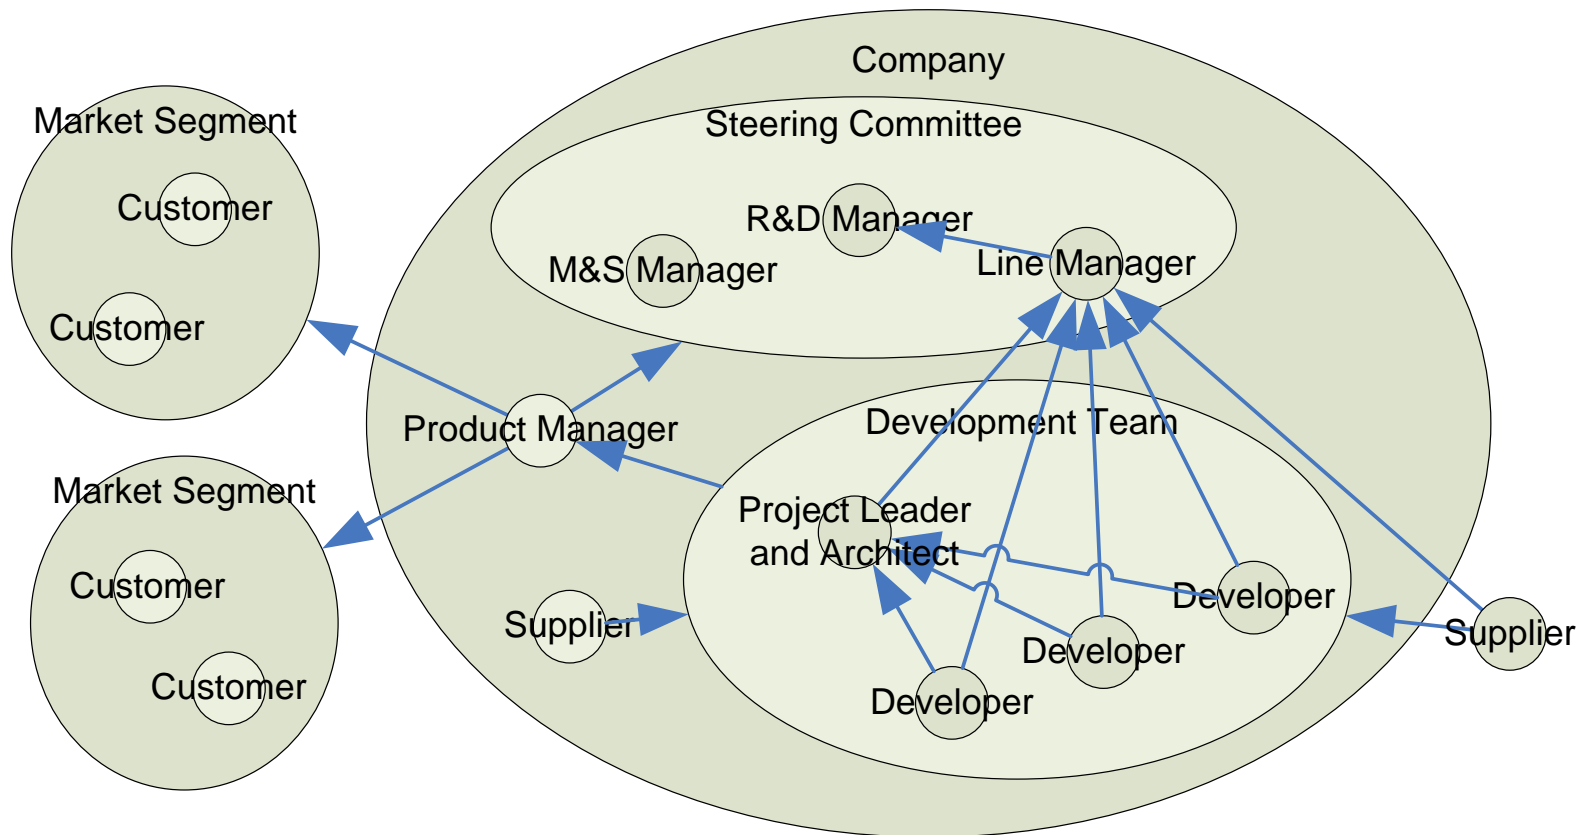 Company
Market Segment
Steering Committee
Customer
R&D Manager
Line Manager
M&S Manager
Customer
Product Manager
Development Team
Market Segment
Project Leader
and Architect
Customer
Developer
Supplier
Supplier
Developer
Customer
Developer